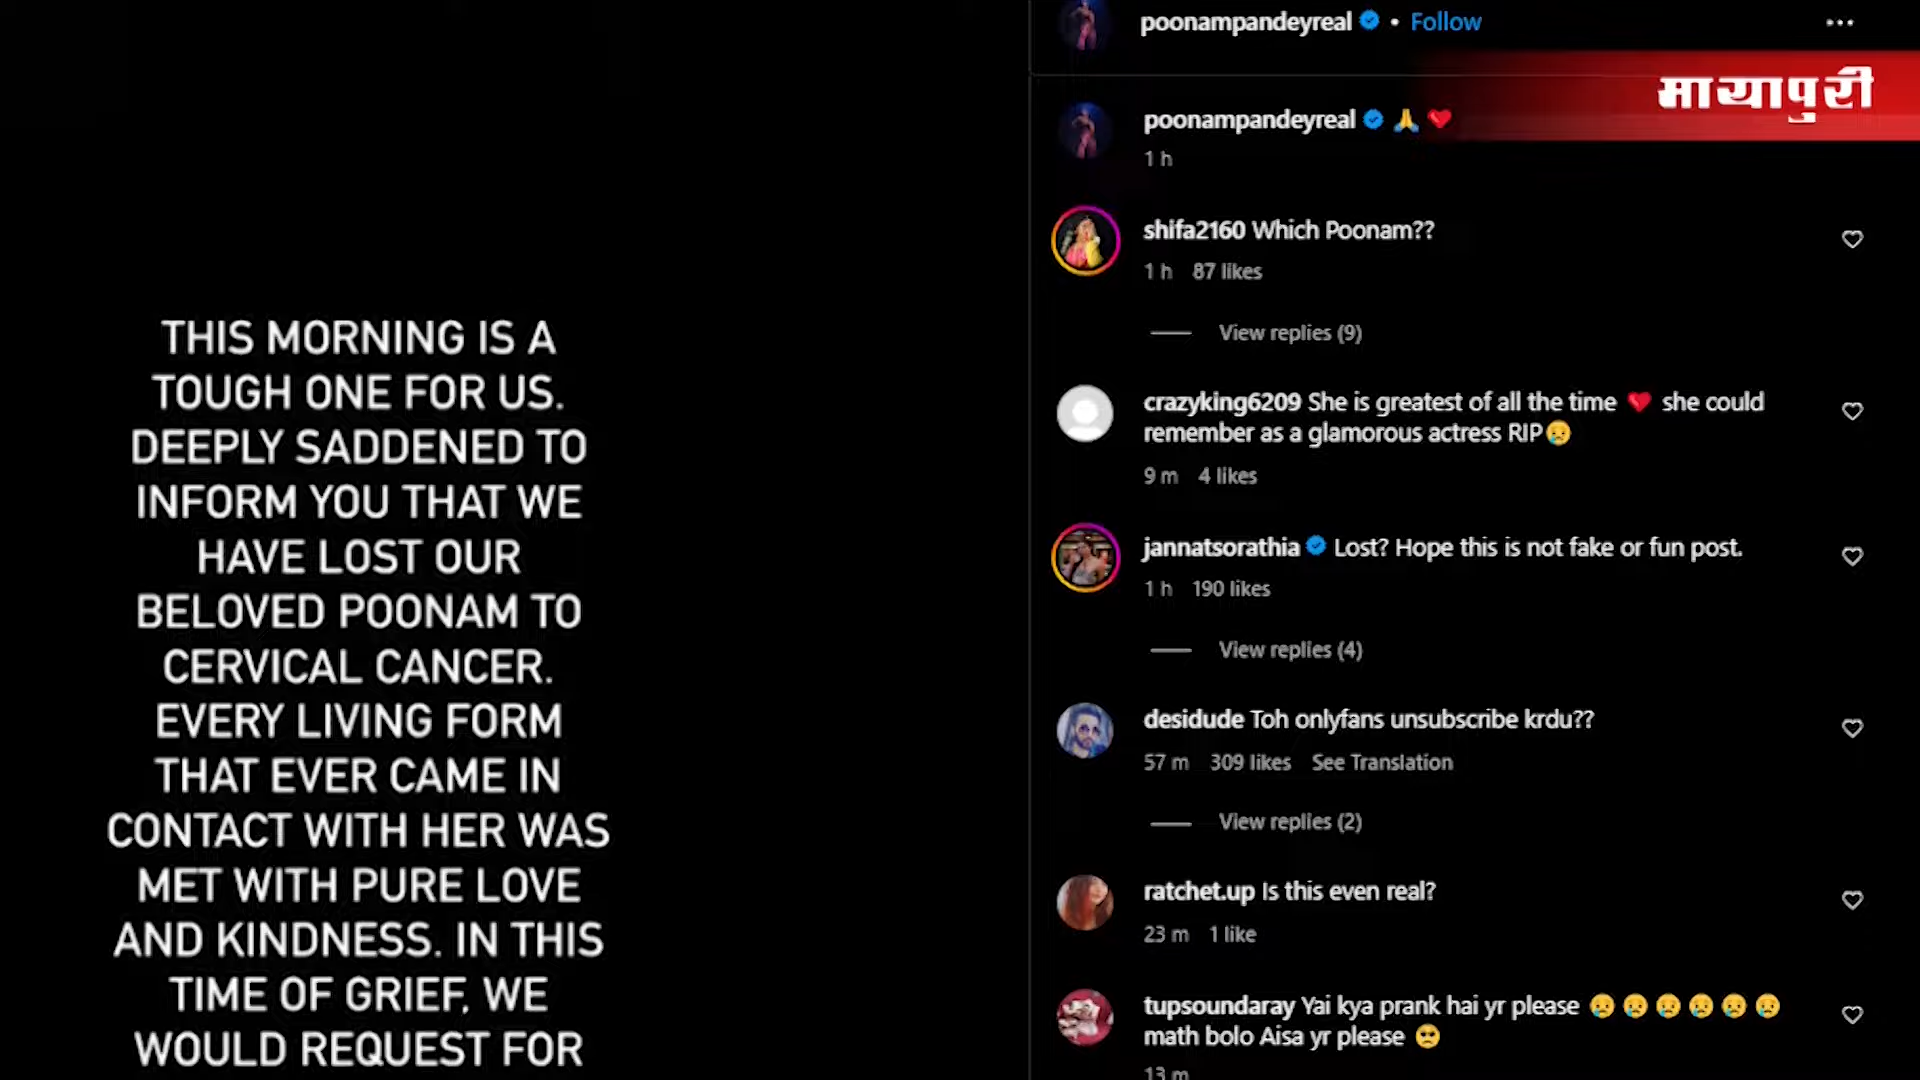 THIS MORNING IS A
TOUGH ONE FOR US.
DEEPLY SADDENED TO
INFORM YOU THAT WE
HAVE LOST OUR
BELOVED POONAM TO
CERVICAL CANCER.
EVERY LIVING FORM
THAT EVER CAME IN
CONTACT WITH HER WAS
MET WITH PURE LOVE
AND KINDNESS. IN THIS
TIME OF GRIEF, WE
WOULD REQUEST FOR
poonampandeyreal • Follow
मायापुरी
poonampandeyreal 🙏 ❤️
1 h
shifa2160 Which Poonam??
1 h 87 likes
View replies (9)
crazyking6209 She is greatest of all the time ❤️ she could
remember as a glamorous actress RIP😢
9 m 4 likes
jannatsorathia Lost? Hope this is not fake or fun post.
1 h 190 likes
View replies (4)
desidude Toh onlyfans unsubscribe krdu??
57 m 309 likes See Translation
View replies (2)
ratchet.up Is this even real?
23 m 1 like
tupsoundaray Yai kya prank hai yr please 😢😢😢😢😢😢
math bolo Aisa yr please 🥺
13 m